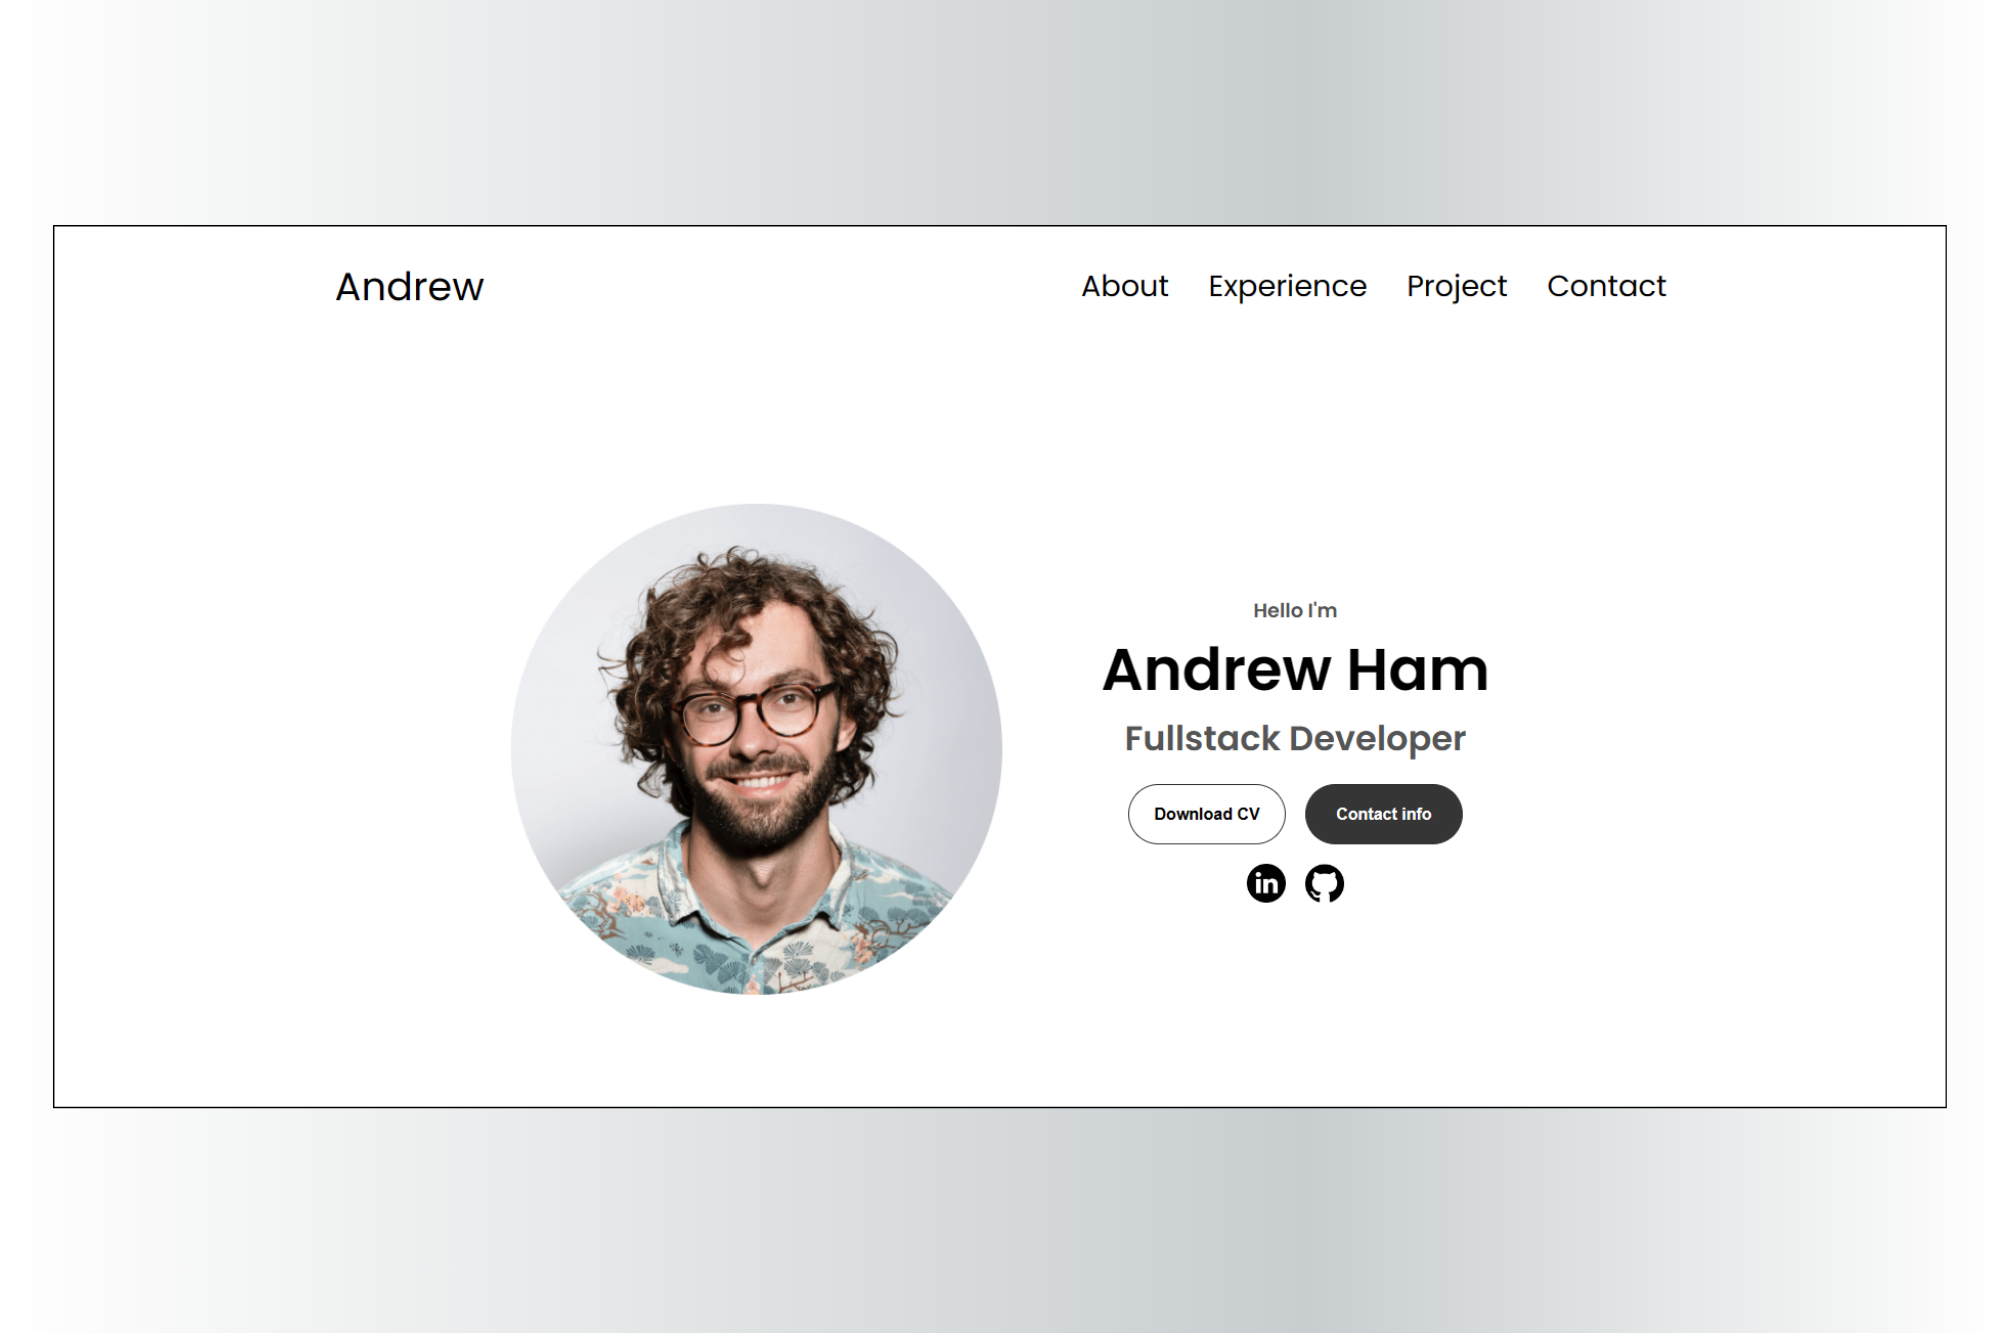 Andrew
About Experience Project Contact
Hello I'm
Andrew Ham
Fullstack Developer
Download CV
Contact info
in